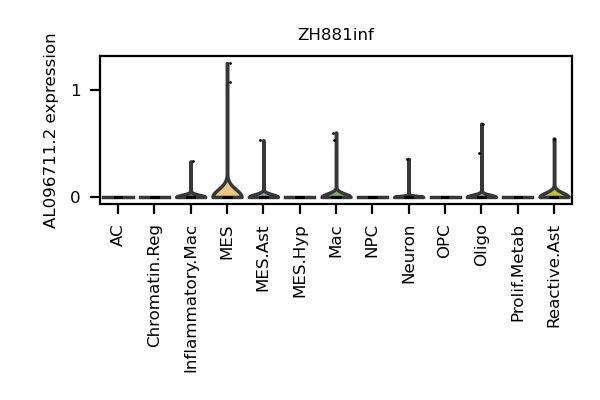 ZH881inf
AL096711.2 expression
1
0
AC
Chromatin.Reg
Inflammatory.Mac
MES
MES.Ast
MES.Hyp
Mac
NPC
Neuron
OPC
Oligo
Prolif.Metab
Reactive.Ast